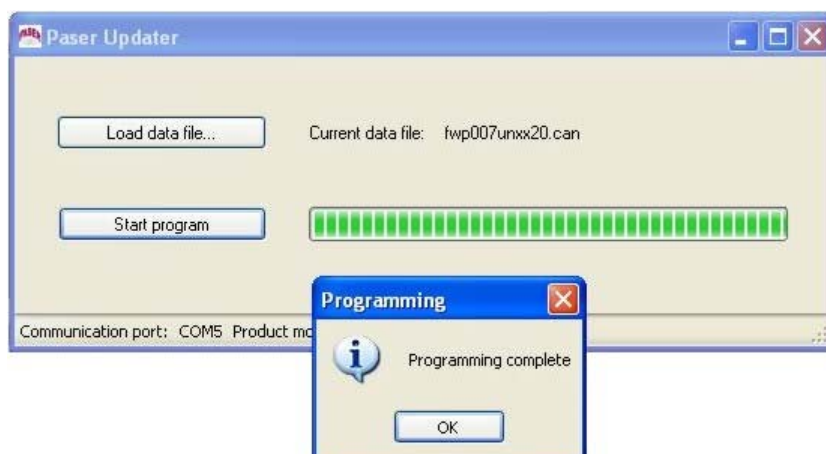 Paser Updater
Load data file...
Current data file: fwp007unxx20.can
Start program
Programming
Communication port: COM5 Product
Programming complete
OK